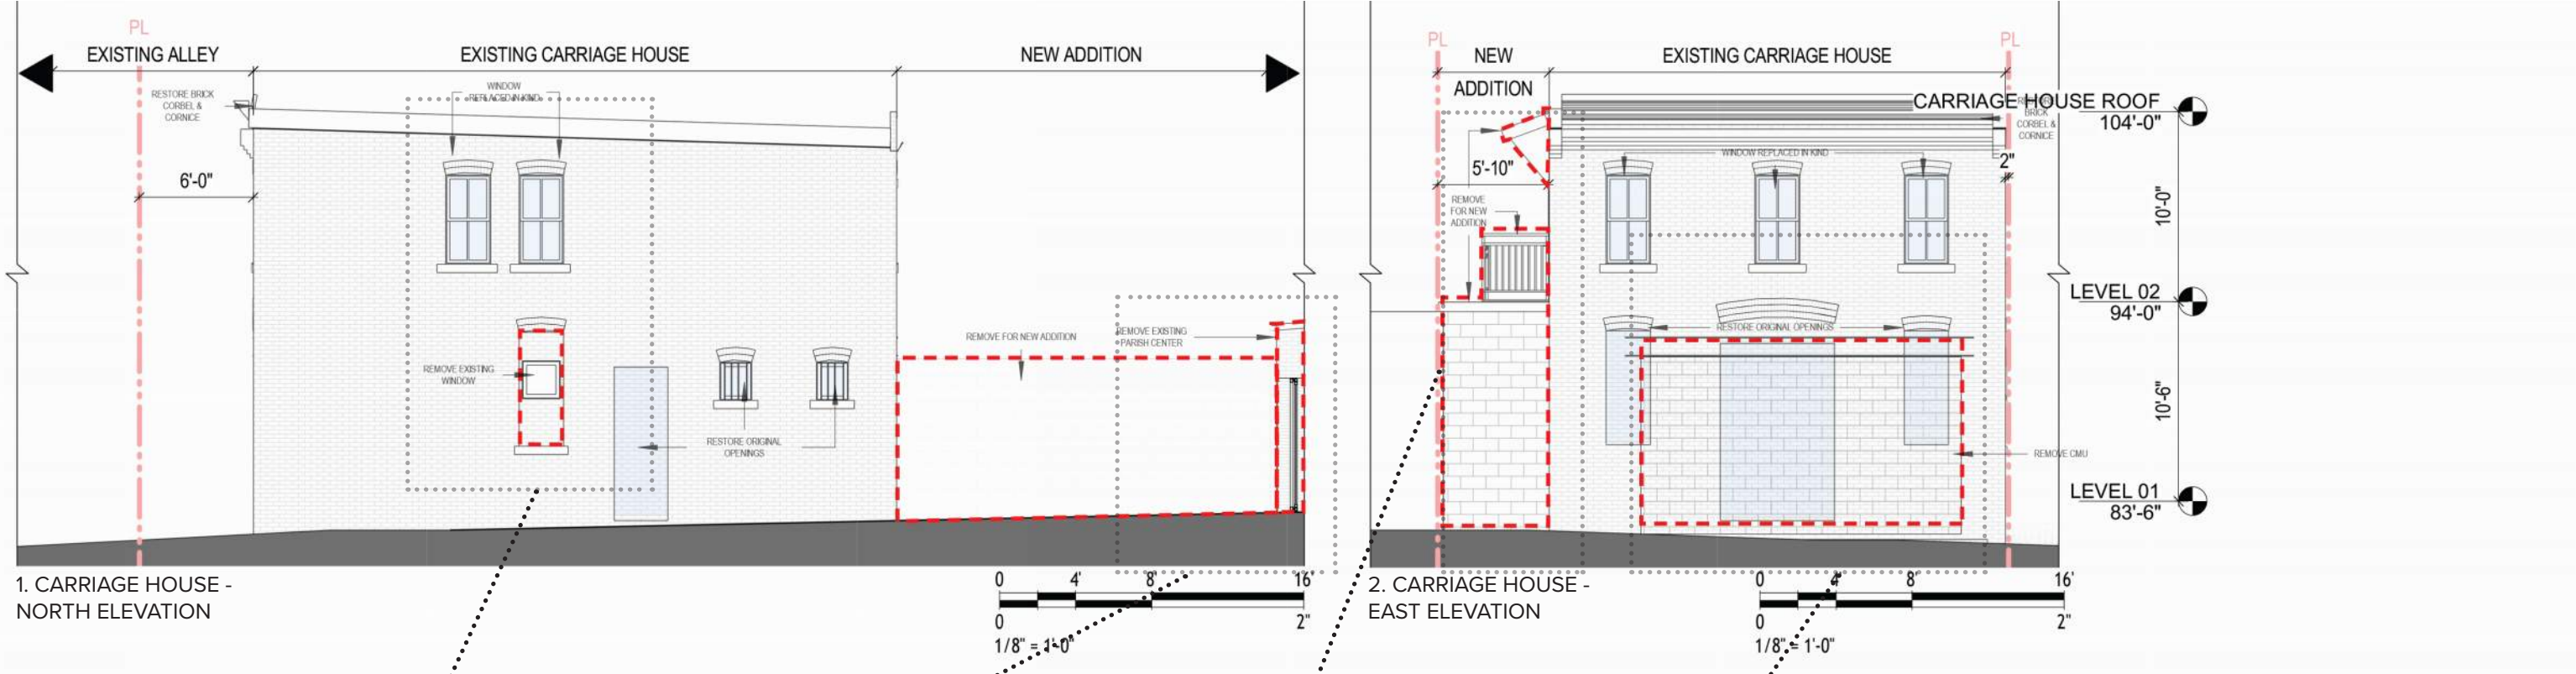 PL
EXISTING ALLEY
EXISTING CARRIAGE HOUSE
NEW ADDITION
RESTORE BRICK
CORBEL &
CORNICE
WINDOW
REPLACED IN KIND
6'-0"
REMOVE EXISTING
WINDOW
RESTORE ORIGINAL
OPENINGS
REMOVE FOR NEW ADDITION
REMOVE EXISTING
PARISH CENTER
1. CARRIAGE HOUSE -
NORTH ELEVATION
0 4' 8' 16'
0 2"
1/8" = 1'-0"
PL
NEW
ADDITION
EXISTING CARRIAGE HOUSE
PL
CARRIAGE HOUSE ROOF
104'-0"
RESTORE
BRICK
CORBEL &
CORNICE
WINDOW REPLACED IN KIND
2"
5'-10"
REMOVE
FOR NEW
ADDITION
10'-0"
LEVEL 02
94'-0"
RESTORE ORIGINAL OPENINGS
10'-6"
REMOVE CMU
LEVEL 01
83'-6"
2. CARRIAGE HOUSE -
EAST ELEVATION
0 4' 8' 16'
0 2"
1/8" = 1'-0"